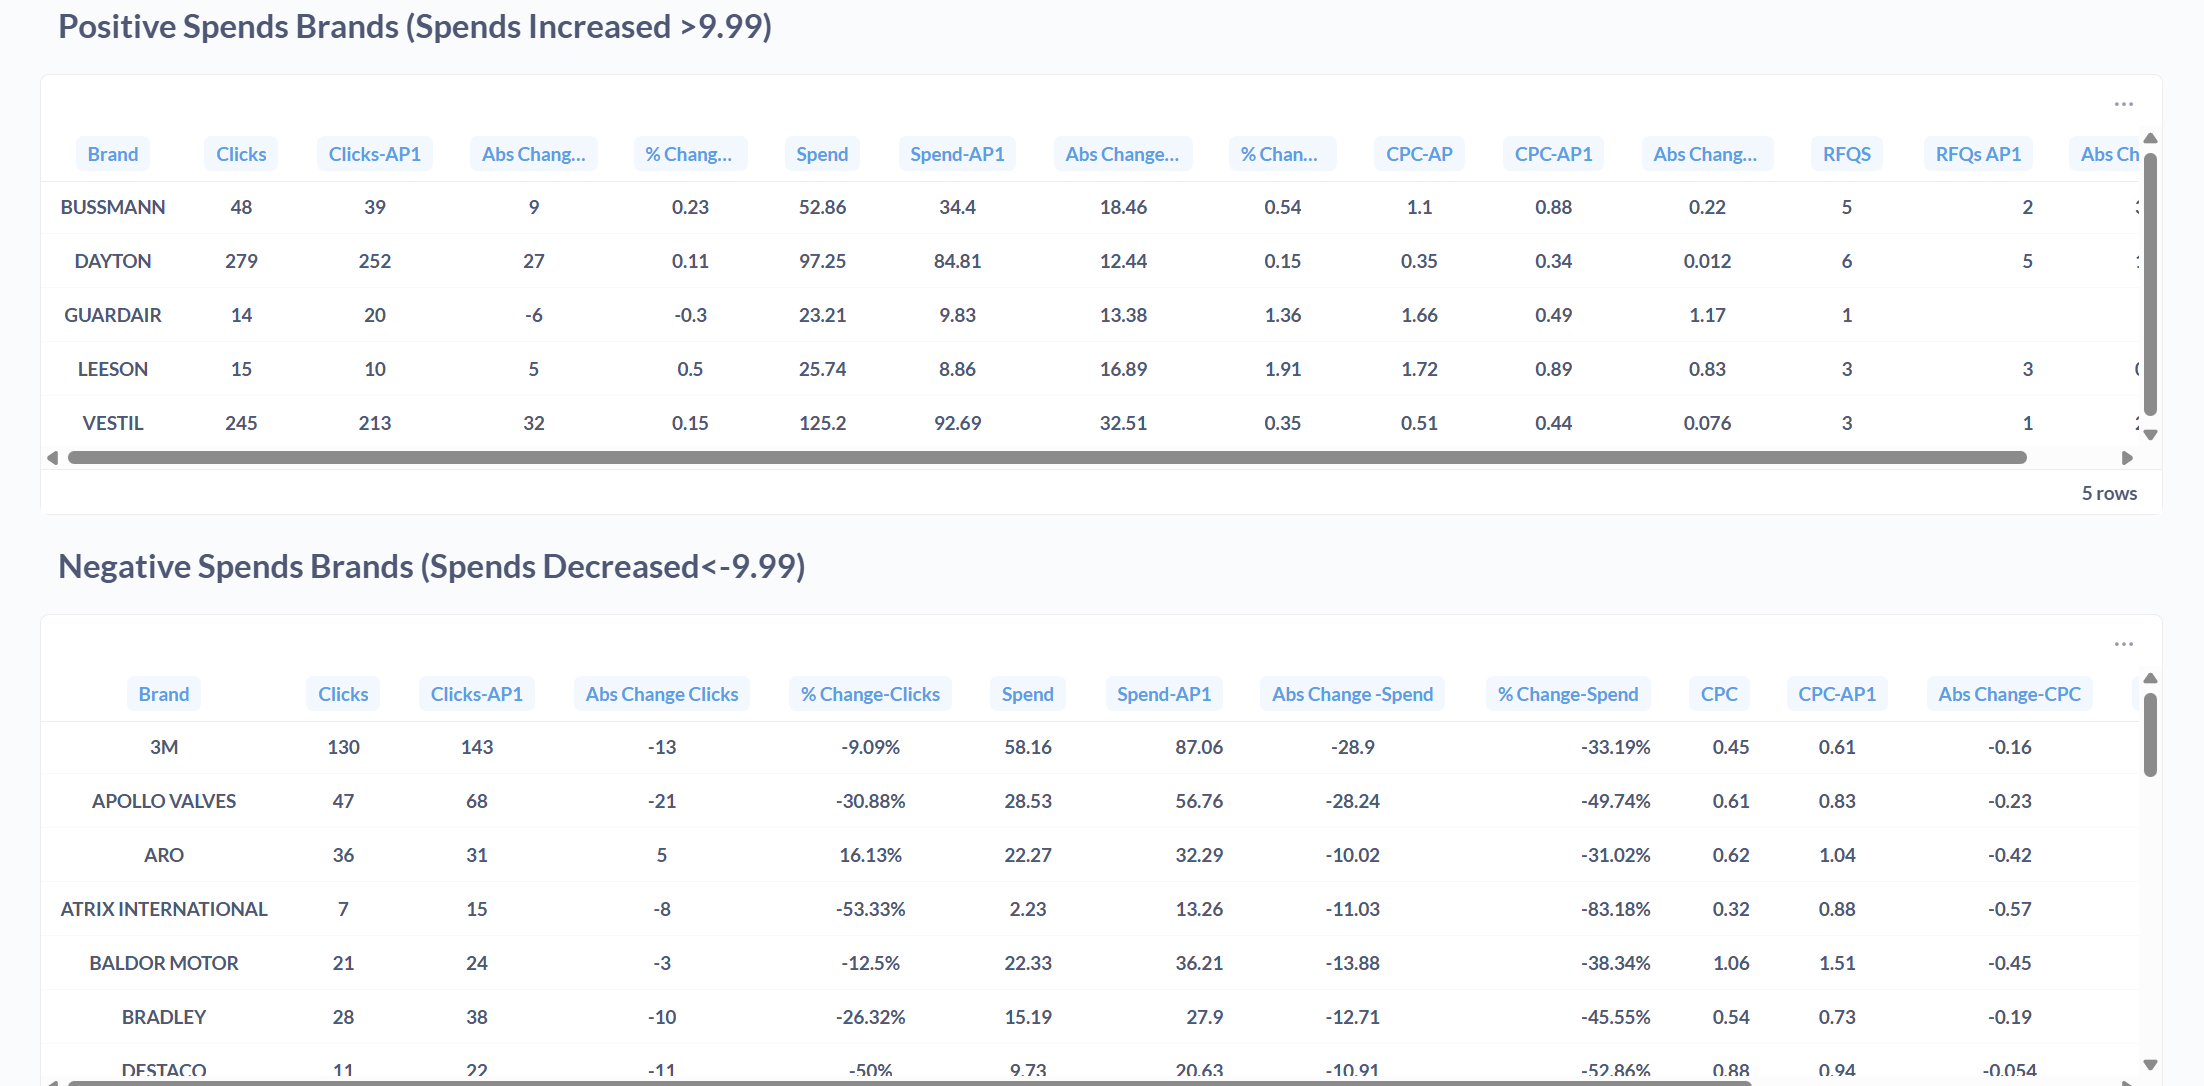 Positive Spends Brands (Spends Increased >9.99)
...
Brand Clicks Clicks-AP1 Abs Chang... % Chang... Spend Spend-AP1 Abs Change... % Chan... CPC-AP CPC-AP1 Abs Chang... RFQS RFQs AP1 Abs Ch
BUSSMANN 48 39 9 0.23 52.86 34.4 18.46 0.54 1.1 0.88 0.22 5 2
DAYTON 279 252 27 0.11 97.25 84.81 12.44 0.15 0.35 0.34 0.012 6 5
GUARDAIR 14 20 -6 -0.3 23.21 9.83 13.38 1.36 1.66 0.49 1.17 1
LEESON 15 10 5 0.5 25.74 8.86 16.89 1.91 1.72 0.89 0.83 3 3
VESTIL 245 213 32 0.15 125.2 92.69 32.51 0.35 0.51 0.44 0.076 3 1
5 rows
Negative Spends Brands (Spends Decreased<-9.99)
...
Brand Clicks Clicks-AP1 Abs Change Clicks % Change-Clicks Spend Spend-AP1 Abs Change -Spend % Change-Spend CPC CPC-AP1 Abs Change-CPC
3M 130 143 -13 -9.09% 58.16 87.06 -28.9 -33.19% 0.45 0.61 -0.16
APOLLO VALVES 47 68 -21 -30.88% 28.53 56.76 -28.24 -49.74% 0.61 0.83 -0.23
ARO 36 31 5 16.13% 22.27 32.29 -10.02 -31.02% 0.62 1.04 -0.42
ATRIX INTERNATIONAL 7 15 -8 -53.33% 2.23 13.26 -11.03 -83.18% 0.32 0.88 -0.57
BALDOR MOTOR 21 24 -3 -12.5% 22.33 36.21 -13.88 -38.34% 1.06 1.51 -0.45
BRADLEY 28 38 -10 -26.32% 15.19 27.9 -12.71 -45.55% 0.54 0.73 -0.19
DESTACO 11 22 -11 -50% 9.73 20.63 -10.91 -52.86% 0.88 0.94 -0.054